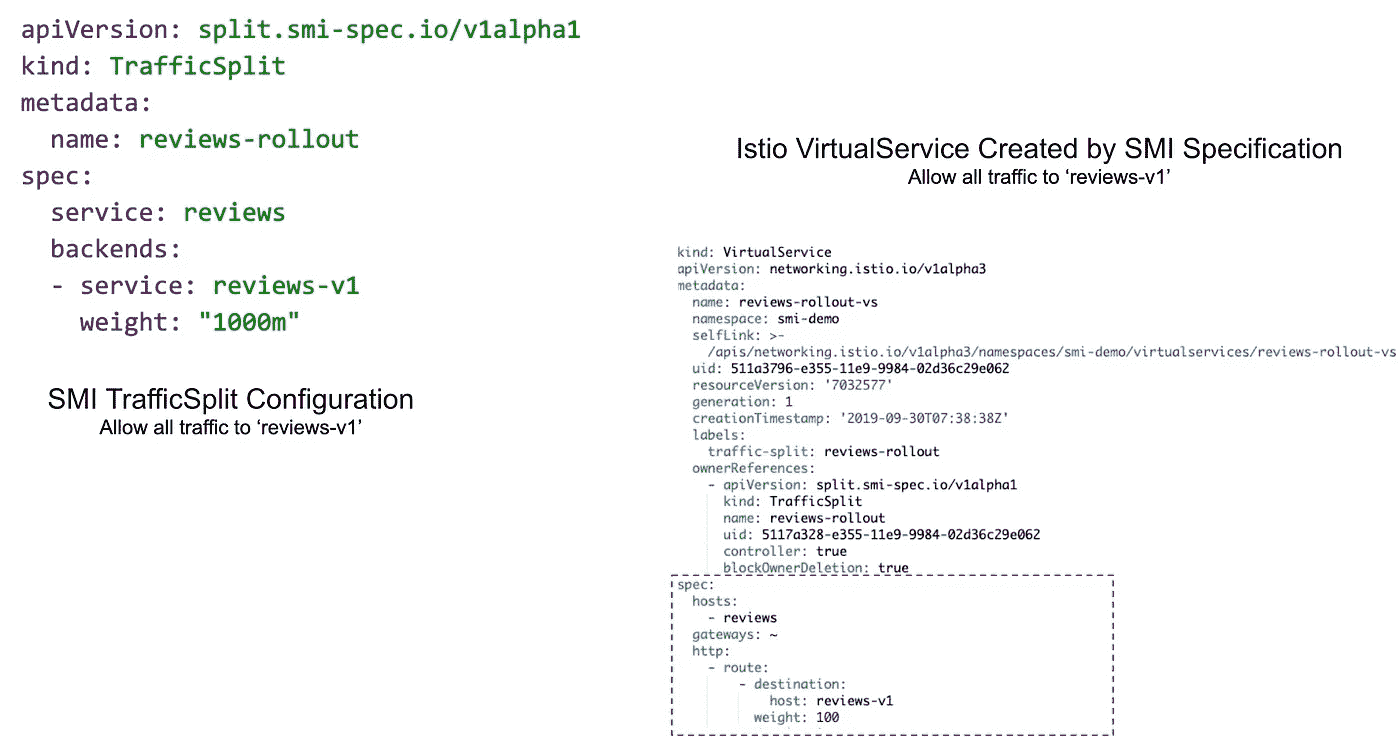 apiVersion: split.smi-spec.io/v1alpha1
kind: TrafficSplit
metadata:
  name: reviews-rollout
spec:
  service: reviews
  backends:
  - service: reviews-v1
    weight: "1000m"
SMI TrafficSplit Configuration
Allow all traffic to ‘reviews-v1’
Istio VirtualService Created by SMI Specification
Allow all traffic to ‘reviews-v1’
kind: VirtualService
apiVersion: networking.istio.io/v1alpha3
metadata:
  name: reviews-rollout-vs
  namespace: smi-demo
  selfLink: >-
    /apis/networking.istio.io/v1alpha3/namespaces/smi-demo/virtualservices/reviews-rollout-vs
  uid: 511a3796-e355-11e9-9984-02d36c29e062
  resourceVersion: '7032577'
  generation: 1
  creationTimestamp: '2019-09-30T07:38:38Z'
  labels:
    traffic-split: reviews-rollout
  ownerReferences:
    - apiVersion: split.smi-spec.io/v1alpha1
      kind: TrafficSplit
      name: reviews-rollout
      uid: 5117a328-e355-11e9-9984-02d36c29e062
      controller: true
      blockOwnerDeletion: true
spec:
  hosts:
    - reviews
  gateways: ~
  http:
    - route:
        - destination:
            host: reviews-v1
          weight: 100